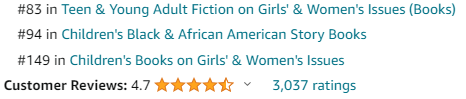 #83 in Teen & Young Adult Fiction on Girls' & Women's Issues (Books)
#94 in Children's Black & African American Story Books
#149 in Children's Books on Girls' & Women's Issues
Customer Reviews: 4.7 3,037 ratings